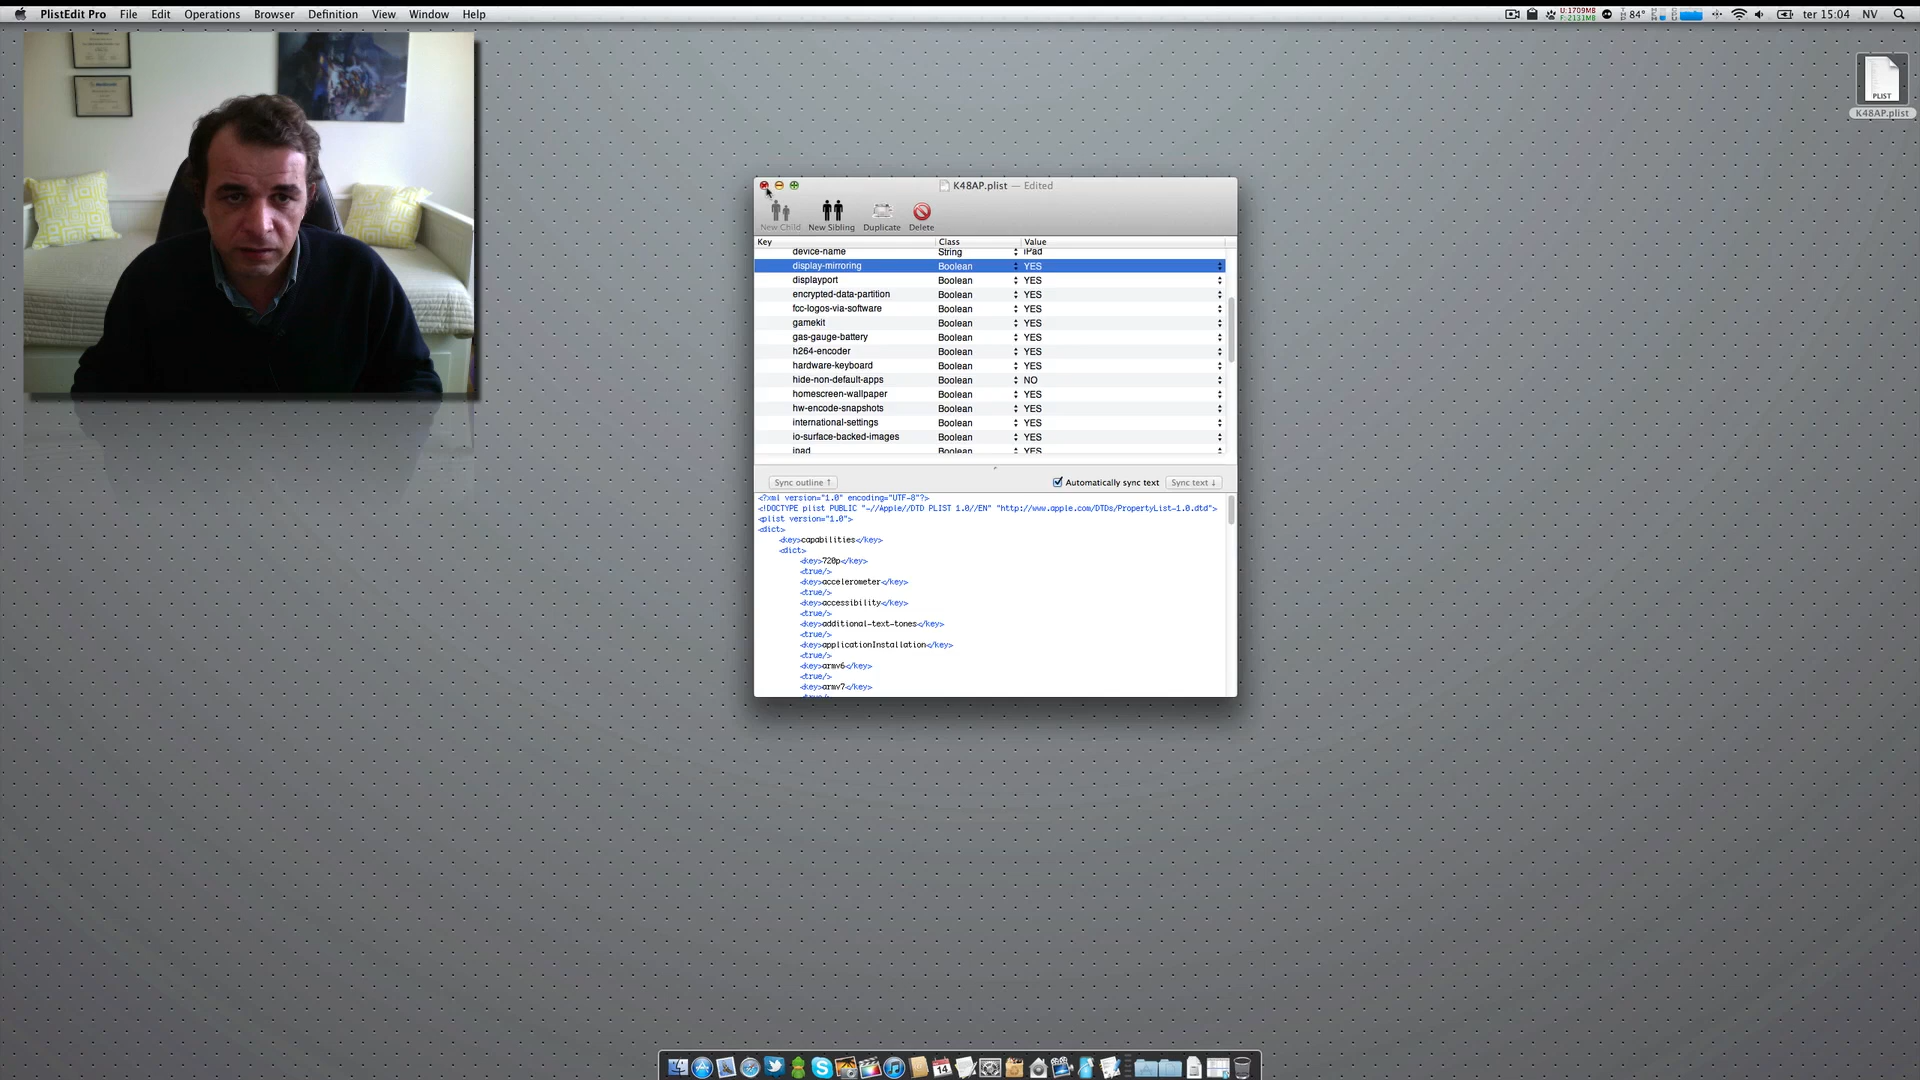 PlistEdit Pro File Edit Operations Browser Definition View Window Help
U:1709MB
F:2131MB
84° ter 15:04 NV
PLIST
K48AP.plist
K48AP.plist — Edited
New Child New Sibling Duplicate Delete
Key Class Value
device-name String iPad
display-mirroring Boolean YES
displayport Boolean YES
encrypted-data-partition Boolean YES
fcc-logos-via-software Boolean YES
gamekit Boolean YES
gas-gauge-battery Boolean YES
h264-encoder Boolean YES
hardware-keyboard Boolean YES
hide-non-default-apps Boolean NO
homescreen-wallpaper Boolean YES
hw-encode-snapshots Boolean YES
international-settings Boolean YES
io-surface-backed-images Boolean YES
ipad Boolean YES
Sync outline ↑ Automatically sync text Sync text ↓
<?xml version="1.0" encoding="UTF-8"?>
<!DOCTYPE plist PUBLIC "-//Apple//DTD PLIST 1.0//EN" "http://www.apple.com/DTDs/PropertyList-1.0.dtd">
<plist version="1.0">
<dict>
<key>capabilities</key>
<dict>
<key>720p</key>
<true/>
<key>accelerometer</key>
<true/>
<key>accessibility</key>
<true/>
<key>additional-text-tones</key>
<true/>
<key>applicationInstallation</key>
<true/>
<key>armv6</key>
<true/>
<key>armv7</key>
<true/>
14